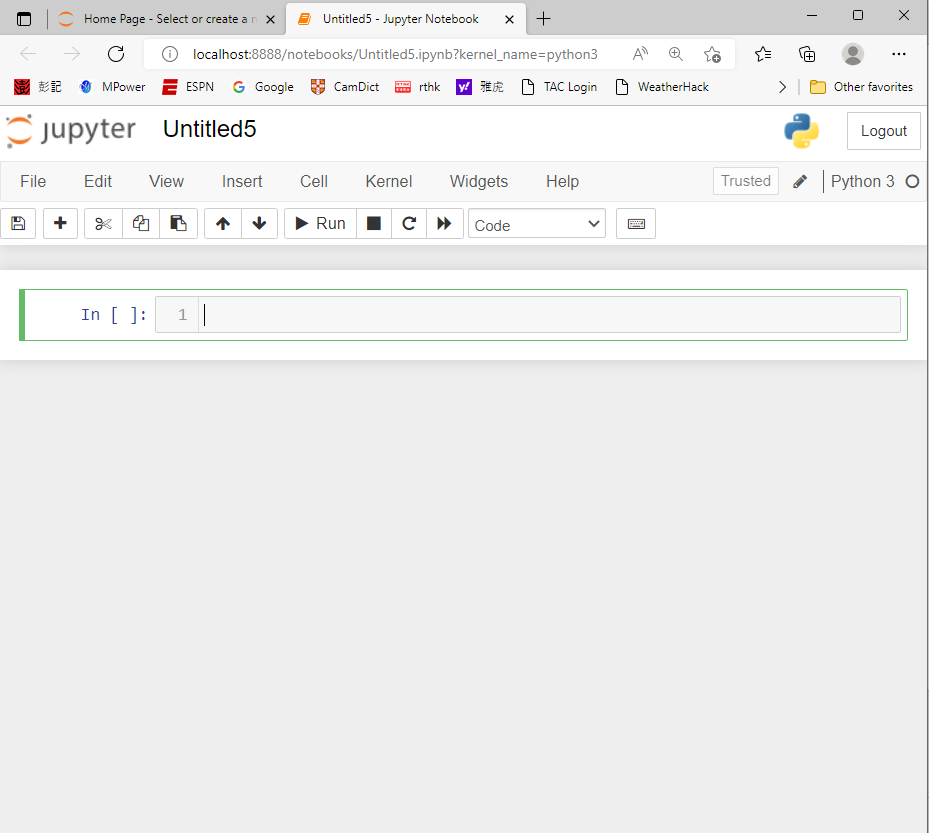 Home Page - Select or create a n
Untitled5 - Jupyter Notebook
localhost:8888/notebooks/Untitled5.ipynb?kernel_name=python3
彭記 MPower ESPN Google CamDict rthk 雅虎 TAC Login WeatherHack Other favorites
jupyter Untitled5 Logout
File Edit View Insert Cell Kernel Widgets Help Trusted Python 3
Run Code
In [ ]: 1